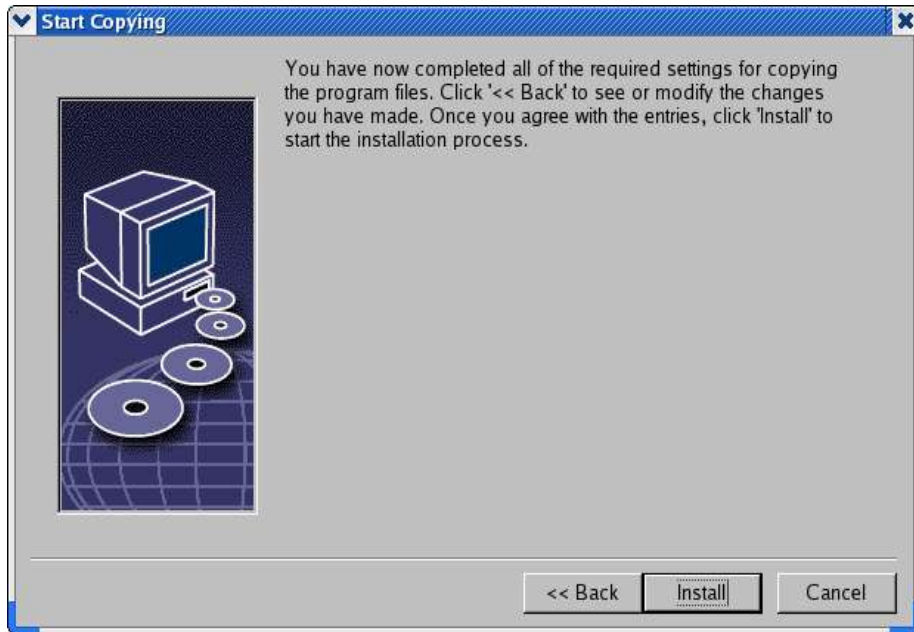 Start Copying
You have now completed all of the required settings for copying
the program files. Click '<< Back' to see or modify the changes
you have made. Once you agree with the entries, click 'Install' to
start the installation process.
<< Back
Install
Cancel